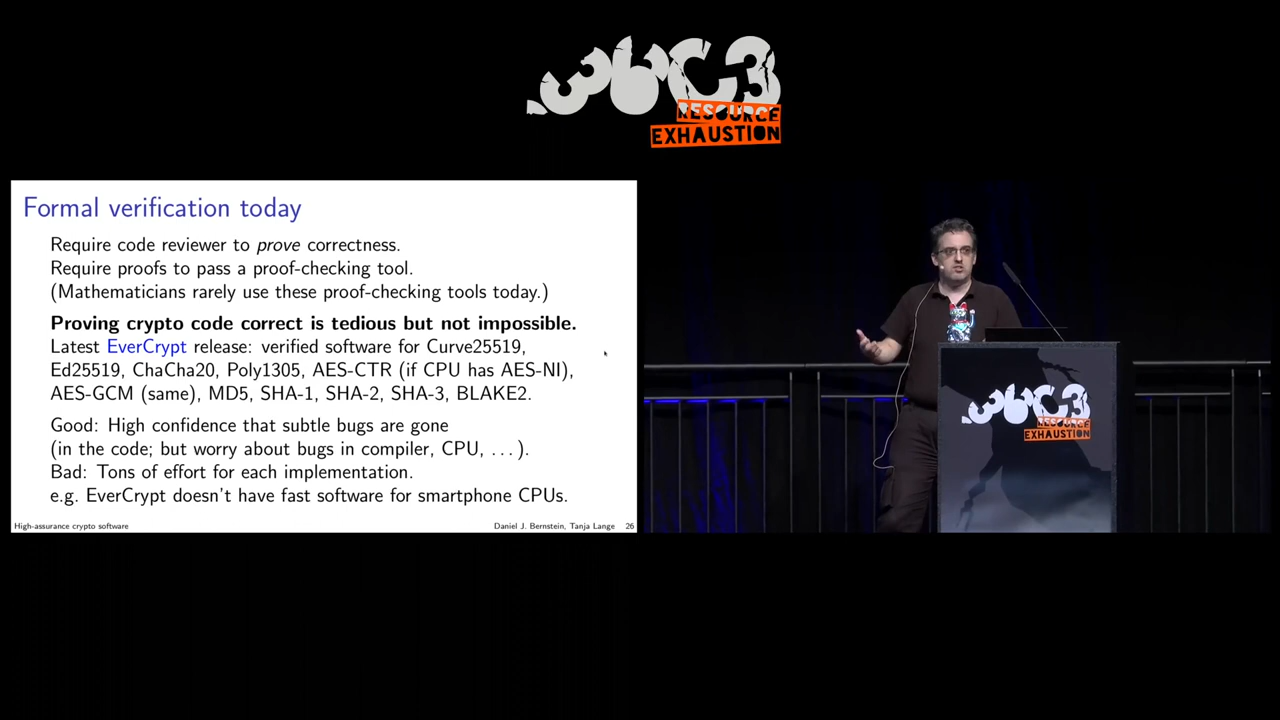 36C3
RESOURCE
EXHAUSTION
Formal verification today
Require code reviewer to prove correctness.
Require proofs to pass a proof-checking tool.
(Mathematicians rarely use these proof-checking tools today.)
Proving crypto code correct is tedious but not impossible.
Latest EverCrypt release: verified software for Curve25519,
Ed25519, ChaCha20, Poly1305, AES-CTR (if CPU has AES-NI),
AES-GCM (same), MD5, SHA-1, SHA-2, SHA-3, BLAKE2.
Good: High confidence that subtle bugs are gone
(in the code; but worry about bugs in compiler, CPU, . . . ).
Bad: Tons of effort for each implementation.
e.g. EverCrypt doesn't have fast software for smartphone CPUs.
High-assurance crypto software Daniel J. Bernstein, Tanja Lange 26
36C3
RESOURCE
EXHAUSTION